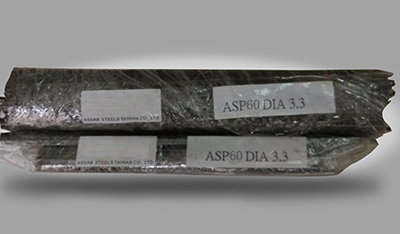 ASP60 DIA 3.3
ASSAB STEELS TAIWAN CO., LTD.
ASP60 DIA 3.3
ASSAB STEELS TAIWAN CO., LTD.